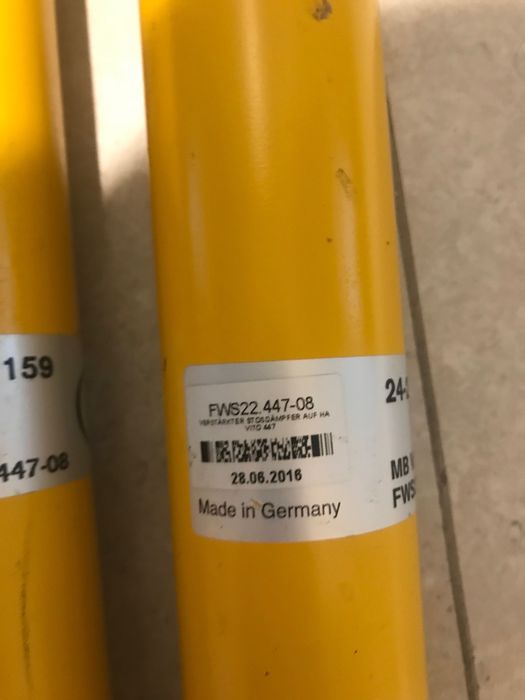 159
447-08
FWS22.447-08
VERSTÄRKTER STOSDÄMPFER AUF HA
VITO 447
28.06.2016
Made in Germany
24-
MB
FWS